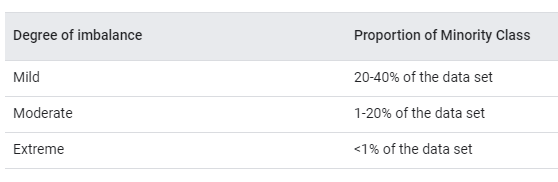 Degree of imbalance Proportion of Minority Class
Mild 20-40% of the data set
Moderate 1-20% of the data set
Extreme <1% of the data set